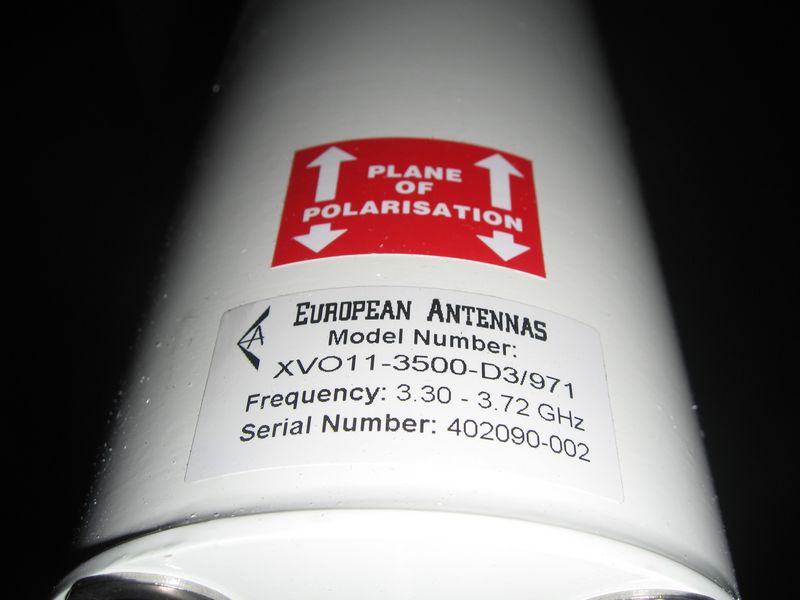 PLANE
OF
POLARISATION
EUROPEAN ANTENNAS
Model Number:
XVO11-3500-D3/971
Frequency: 3.30 - 3.72 GHz
Serial Number: 402090-002